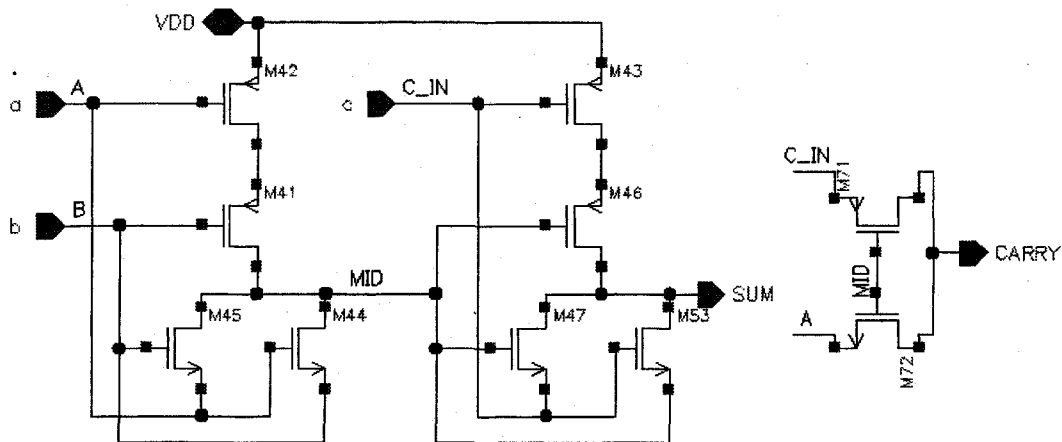 VDD
M42
M43
a
A
c
C_IN
M41
M46
C_IN
M71
b
B
MID
CARRY
SUM
MID
M45
M44
M47
M53
A
M72